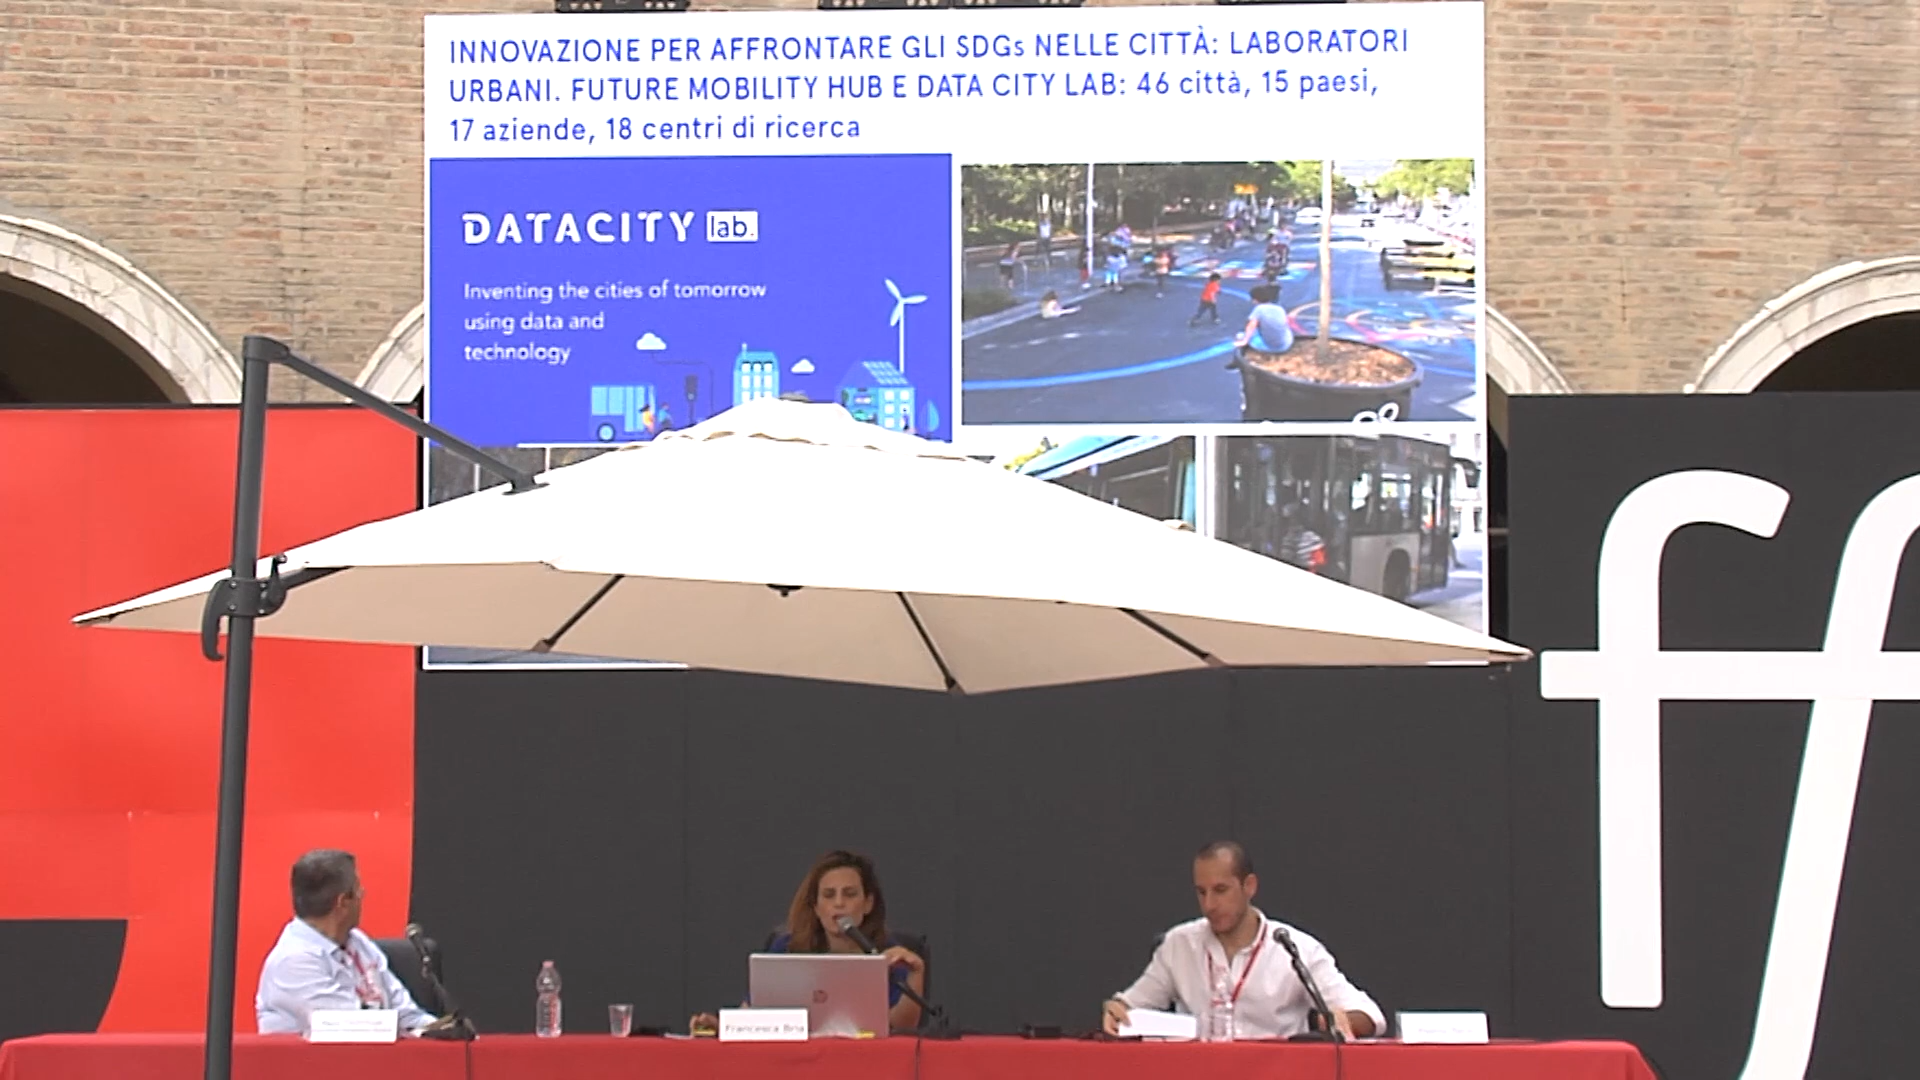 INNOVAZIONE PER AFFRONTARE GLI SDGs NELLE CITTÀ: LABORATORI
URBANI. FUTURE MOBILITY HUB E DATA CITY LAB: 46 città, 15 paesi,
17 aziende, 18 centri di ricerca
DATACITY lab.
Inventing the cities of tomorrow
using data and
technology
ff
Francesca Bria